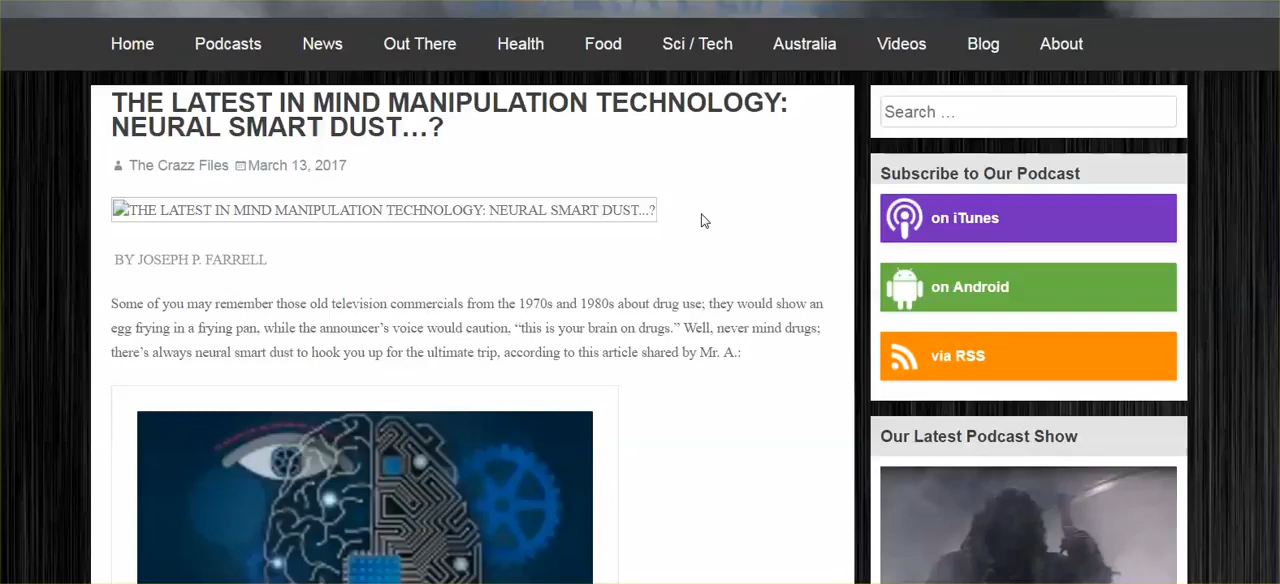 Home Podcasts News Out There Health Food Sci / Tech Australia Videos Blog About
THE LATEST IN MIND MANIPULATION TECHNOLOGY:
NEURAL SMART DUST…?
The Crazz Files March 13, 2017
THE LATEST IN MIND MANIPULATION TECHNOLOGY: NEURAL SMART DUST...?
BY JOSEPH P. FARRELL
Some of you may remember those old television commercials from the 1970s and 1980s about drug use; they would show an
egg frying in a frying pan, while the announcer’s voice would caution, “this is your brain on drugs.” Well, never mind drugs;
there’s always neural smart dust to hook you up for the ultimate trip, according to this article shared by Mr. A.:
Search …
Subscribe to Our Podcast
on iTunes
on Android
via RSS
Our Latest Podcast Show